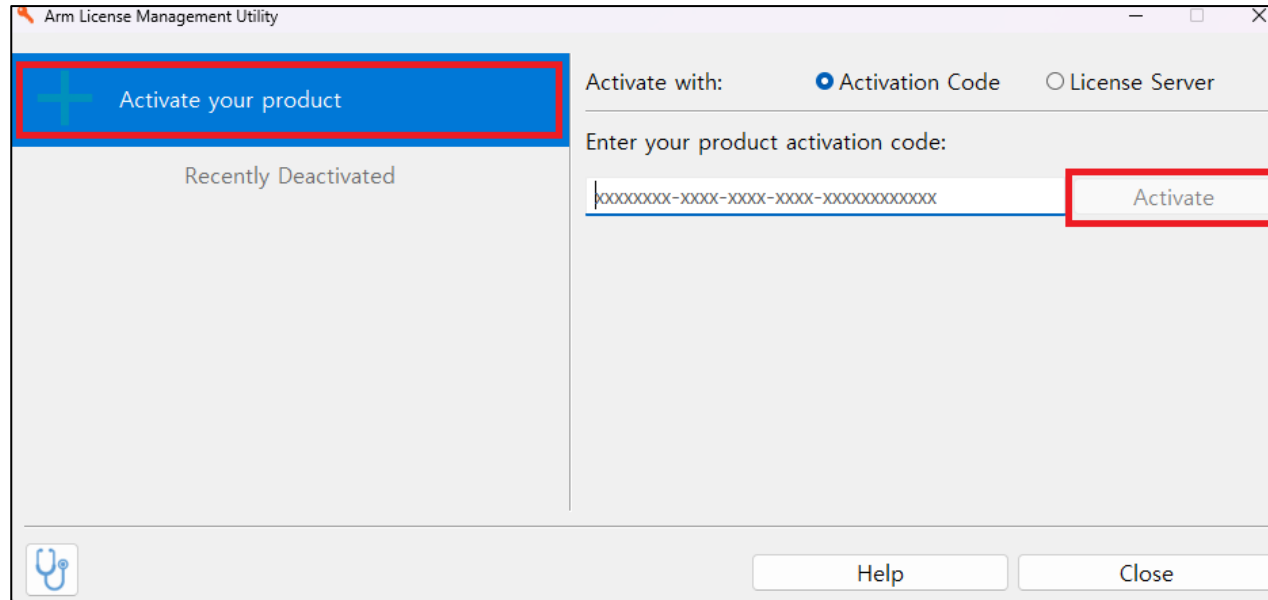 Arm License Management Utility
Activate your product
Recently Deactivated
Activate with: Activation Code License Server
Enter your product activation code:
xxxxxxxx-xxxx-xxxx-xxxx-xxxxxxxxxxxx
Activate
Help
Close